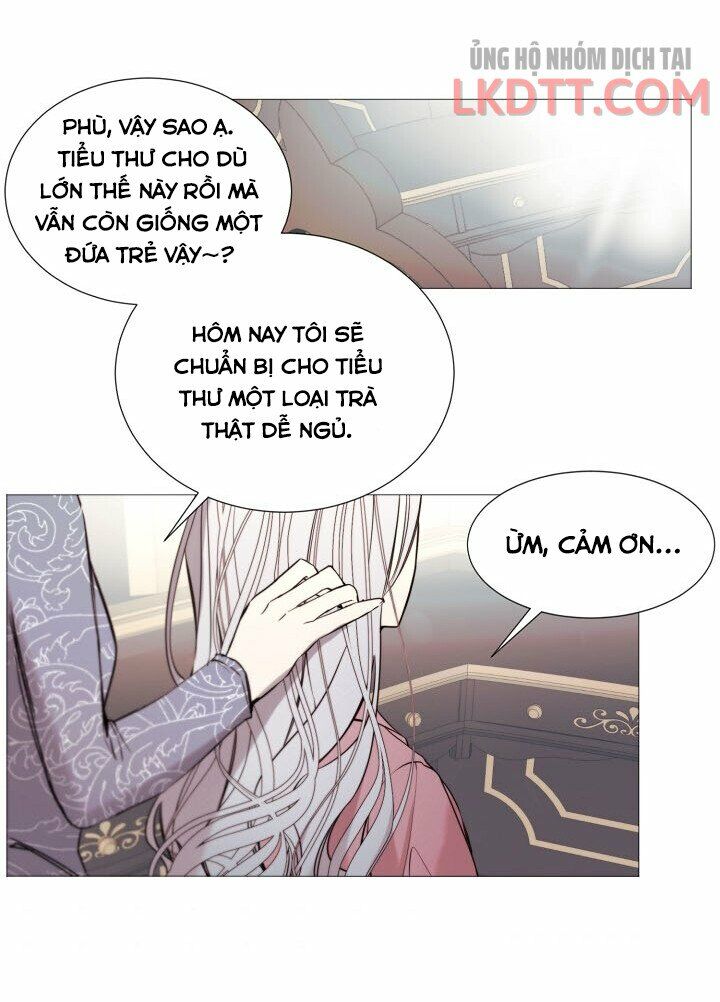 ỦNG HỘ NHÓM DỊCH TẠI
LKDTT.COM
PHÙ, VẬY SAO Ạ.
TIỂU THƯ CHO DÙ
LỚN THẾ NÀY RỒI MÀ
VẪN CÒN GIỐNG MỘT
ĐỨA TRẺ VẬY~?
HÔM NAY TÔI SẼ
CHUẨN BỊ CHO TIỂU
THƯ MỘT LOẠI TRÀ
THẬT DỄ NGỦ.
ỪM, CẢM ƠN...